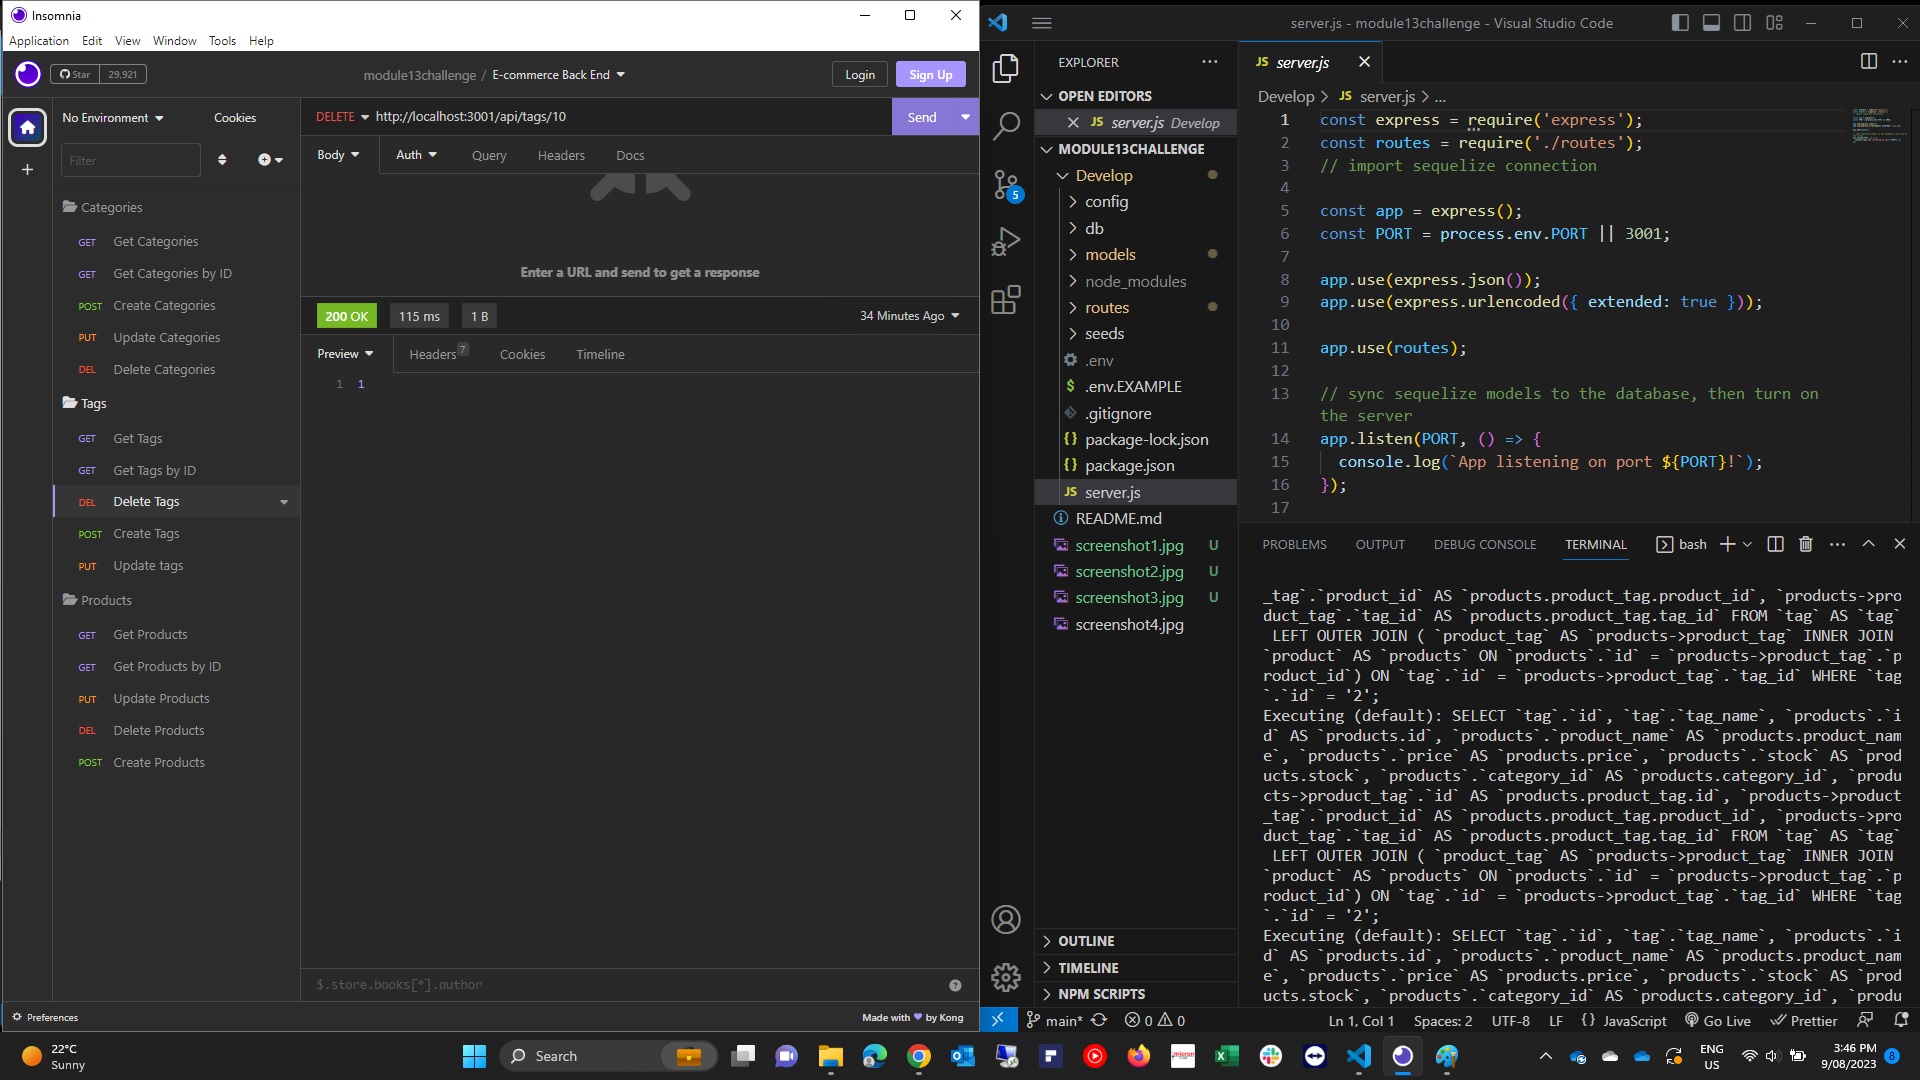 Insomnia
Application Edit View Window Tools Help
Star 29,921
module13challenge / E-commerce Back End
Login
Sign Up
No Environment
Cookies
Filter
Categories
GET Get Categories
GET Get Categories by ID
POST Create Categories
PUT Update Categories
DEL Delete Categories
Tags
GET Get Tags
GET Get Tags by ID
DEL Delete Tags
POST Create Tags
PUT Update tags
Products
GET Get Products
GET Get Products by ID
PUT Update Products
DEL Delete Products
POST Create Products
Preferences
DELETE http://localhost:3001/api/tags/10
Send
Body Auth Query Headers Docs
Enter a URL and send to get a response
200 OK 115 ms 1 B 34 Minutes Ago
Preview Headers 7 Cookies Timeline
1 1
$.store.books[*].author
Made with by Kong
server.js - module13challenge - Visual Studio Code
5
EXPLORER
OPEN EDITORS
JS server.js Develop
MODULE13CHALLENGE
Develop
config
db
models
node_modules
routes
seeds
.env
$ .env.EXAMPLE
.gitignore
{} package-lock.json
{} package.json
JS server.js
README.md
screenshot1.jpg U
screenshot2.jpg U
screenshot3.jpg U
screenshot4.jpg
OUTLINE
TIMELINE
NPM SCRIPTS
JS server.js
Develop > JS server.js > ...
1 const express = require('express');
2 const routes = require('./routes');
3 // import sequelize connection
4
5 const app = express();
6 const PORT = process.env.PORT || 3001;
7
8 app.use(express.json());
9 app.use(express.urlencoded({ extended: true }));
10
11 app.use(routes);
12
13 // sync sequelize models to the database, then turn on
the server
14 app.listen(PORT, () => {
15 console.log(`App listening on port ${PORT}!`);
16 });
17
PROBLEMS OUTPUT DEBUG CONSOLE TERMINAL bash
_tag`.`product_id` AS `products.product_tag.product_id`, `products->pro
duct_tag`.`tag_id` AS `products.product_tag.tag_id` FROM `tag` AS `tag`
LEFT OUTER JOIN ( `product_tag` AS `products->product_tag` INNER JOIN
`product` AS `products` ON `products`.`id` = `products->product_tag`.`p
roduct_id`) ON `tag`.`id` = `products->product_tag`.`tag_id` WHERE `tag
`.`id` = '2';
Executing (default): SELECT `tag`.`id`, `tag`.`tag_name`, `products`.`i
d` AS `products.id`, `products`.`product_name` AS `products.product_nam
e`, `products`.`price` AS `products.price`, `products`.`stock` AS `prod
ucts.stock`, `products`.`category_id` AS `products.category_id`, `produ
cts->product_tag`.`id` AS `products.product_tag.id`, `products->product
_tag`.`product_id` AS `products.product_tag.product_id`, `products->pro
duct_tag`.`tag_id` AS `products.product_tag.tag_id` FROM `tag` AS `tag`
LEFT OUTER JOIN ( `product_tag` AS `products->product_tag` INNER JOIN
`product` AS `products` ON `products`.`id` = `products->product_tag`.`p
roduct_id`) ON `tag`.`id` = `products->product_tag`.`tag_id` WHERE `tag
`.`id` = '2';
Executing (default): SELECT `tag`.`id`, `tag`.`tag_name`, `products`.`i
d` AS `products.id`, `products`.`product_name` AS `products.product_nam
e`, `products`.`price` AS `products.price`, `products`.`stock` AS `prod
ucts.stock`, `products`.`category_id` AS `products.category_id`, `produ
main* 0 0 Ln 1, Col 1 Spaces: 2 UTF-8 LF {} JavaScript Go Live Prettier
22°C
Sunny
Search
ENG
US
3:46 PM
9/08/2023
8